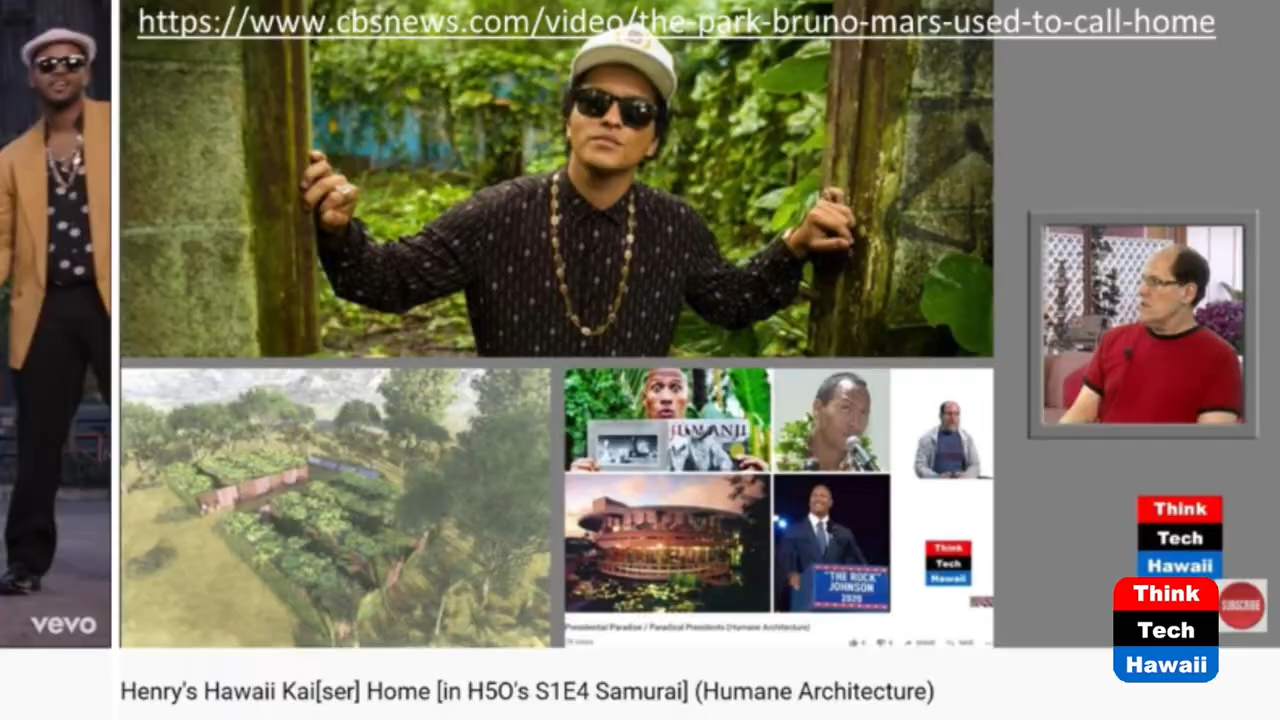 https://www.cbsnews.com/video/the-park-bruno-mars-used-to-call-home
JUMANJI
"THE ROCK"
JOHNSON
2020
Think
Tech
Hawaii
Presidential Paradise / Paradical Presidents (Humane Architecture)
Think
Tech
Hawaii
Think
Tech
Hawaii
SUBSCRIBE
vevo
Henry's Hawaii Kai[ser] Home [in H5O's S1E4 Samurai] (Humane Architecture)